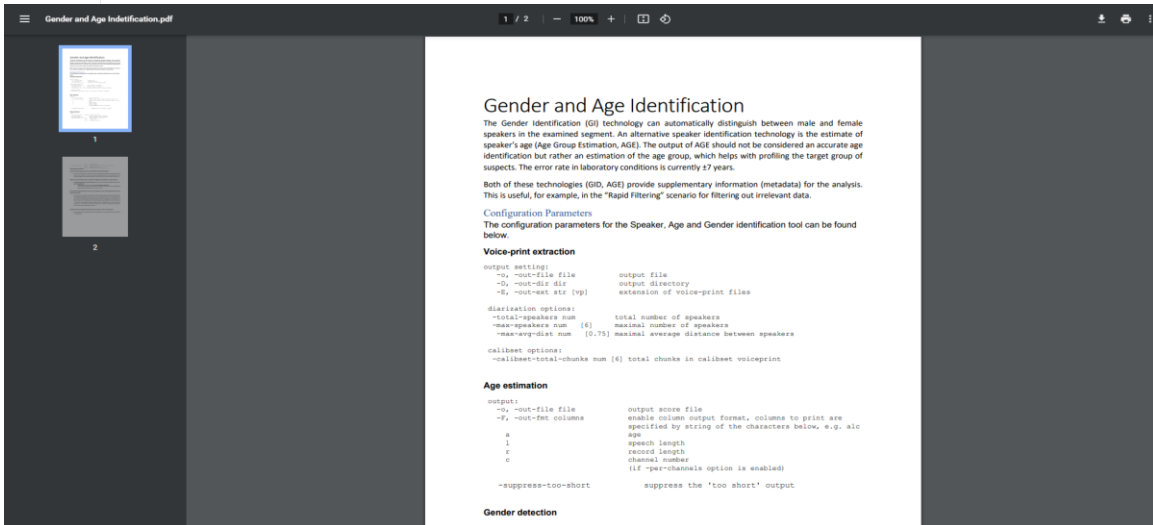 Gender and Age Indetification.pdf
1 / 2
100%
1
2
Gender and Age Identification
The Gender Identification (GI) technology can automatically distinguish between male and female
speakers in the examined segment. An alternative speaker identification technology is the estimate of
speaker's age (Age Group Estimation, AGE). The output of AGE should not be considered an accurate age
identification but rather an estimation of the age group, which helps with profiling the target group of
suspects. The error rate in laboratory conditions is currently ±7 years.
Both of these technologies (GID, AGE) provide supplementary information (metadata) for the analysis.
This is useful, for example, in the "Rapid Filtering" scenario for filtering out irrelevant data.
Configuration Parameters
The configuration parameters for the Speaker, Age and Gender identification tool can be found
below.
Voice-print extraction
output setting:
-o, -out-file file output file
-D, -out-dir dir output directory
-E, -out-ext str [vp] extension of voice-print files
diarization options:
-total-speakers num total number of speakers
-max-speakers num [6] maximal number of speakers
-max-avg-dist num [0.75] maximal average distance between speakers
calibset options:
-calibset-total-chunks num [6] total chunks in calibset voiceprint
Age estimation
output:
-o, -out-file file output score file
-F, -out-fmt columns enable column output format, columns to print are
specified by string of the characters below, e.g. alc
a age
l speech length
r record length
c channel number
(if -per-channels option is enabled)
-suppress-too-short suppress the 'too short' output
Gender detection